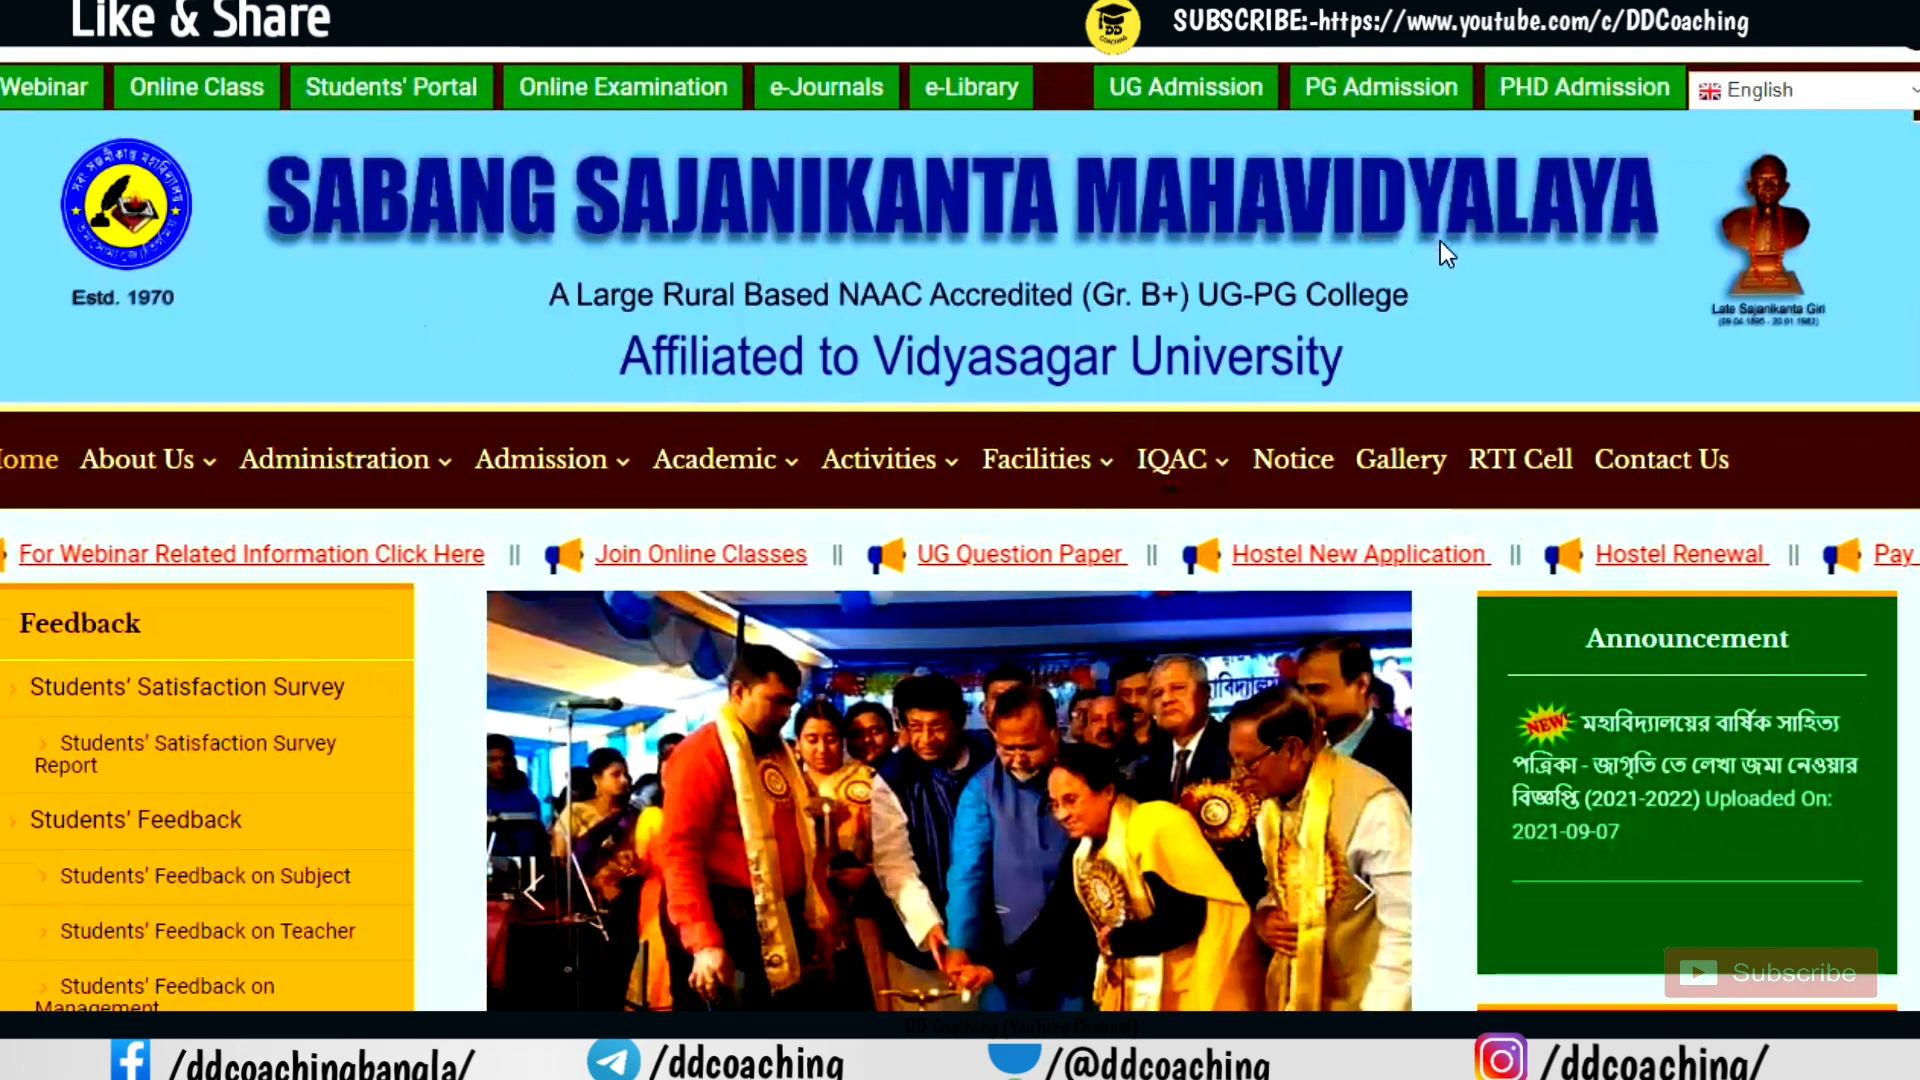 Like & Share
SUBSCRIBE:-https://www.youtube.com/c/DDCoaching
Webinar
Online Class
Students' Portal
Online Examination
e-Journals
e-Library
UG Admission
PG Admission
PHD Admission
English
SABANG SAJANIKANTA MAHAVIDYALAYA
A Large Rural Based NAAC Accredited (Gr. B+) UG-PG College
Affiliated to Vidyasagar University
Estd. 1970
Late Sajanikanta Giri
ome
About Us
Administration
Admission
Academic
Activities
Facilities
IQAC
Notice
Gallery
RTI Cell
Contact Us
For Webinar Related Information Click Here || Join Online Classes || UG Question Paper || Hostel New Application || Hostel Renewal || Pay
Feedback
Students' Satisfaction Survey
Students' Satisfaction Survey
Report
Students' Feedback
Students' Feedback on Subject
Students' Feedback on Teacher
Students' Feedback on
Management
Announcement
NEW! মহাবিদ্যালয়ের বার্ষিক সাহিত্য
পত্রিকা - জাগৃতি তে লেখা জমা নেওয়ার
বিজ্ঞপ্তি (2021-2022) Uploaded On:
2021-09-07
Subscribe
DD Coaching (YouTube Channel)
/ddcoachingbangla/
/ddcoaching
/@ddcoaching
/ddcoaching/